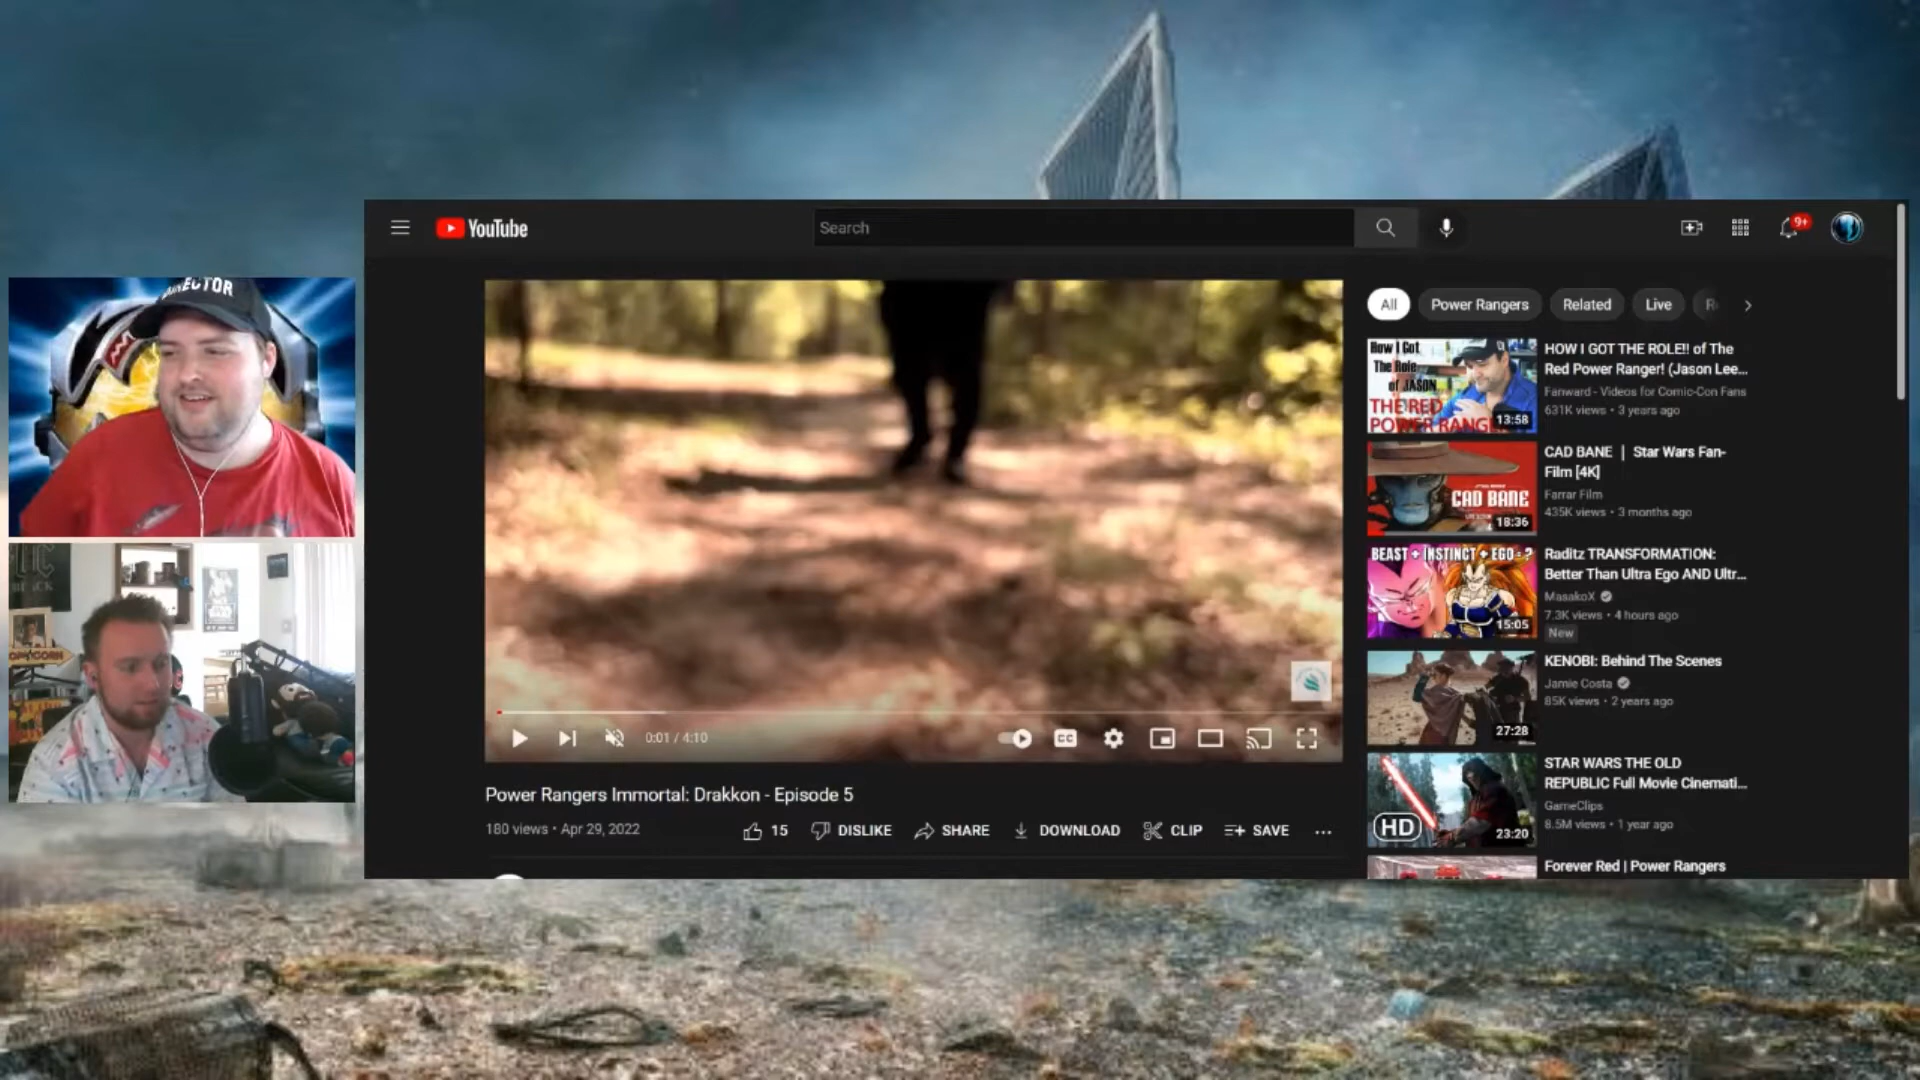 YouTube
Search
9+
All
Power Rangers
Related
Live
HOW I GOT THE ROLE!! of The
Red Power Ranger! (Jason Lee...
Fanward - Videos for Comic-Con Fans
631K views • 3 years ago
How I Got
The Role
of JASON
THE RED
POWER RANG
13:58
CAD BANE | Star Wars Fan-
Film [4K]
Farrar Film
435K views • 3 months ago
CAD BANE
18:36
BEAST + INSTINCT + EGO = ?
Raditz TRANSFORMATION:
Better Than Ultra Ego AND Ultr...
MasakoX
7.3K views • 4 hours ago
New
15:05
KENOBI: Behind The Scenes
Jamie Costa
85K views • 2 years ago
27:28
STAR WARS THE OLD
REPUBLIC Full Movie Cinemati...
GameClips
8.5M views • 1 year ago
HD
23:20
Forever Red | Power Rangers
0:01 / 4:10
CC
Power Rangers Immortal: Drakkon - Episode 5
180 views • Apr 29, 2022
15
DISLIKE
SHARE
DOWNLOAD
CLIP
SAVE